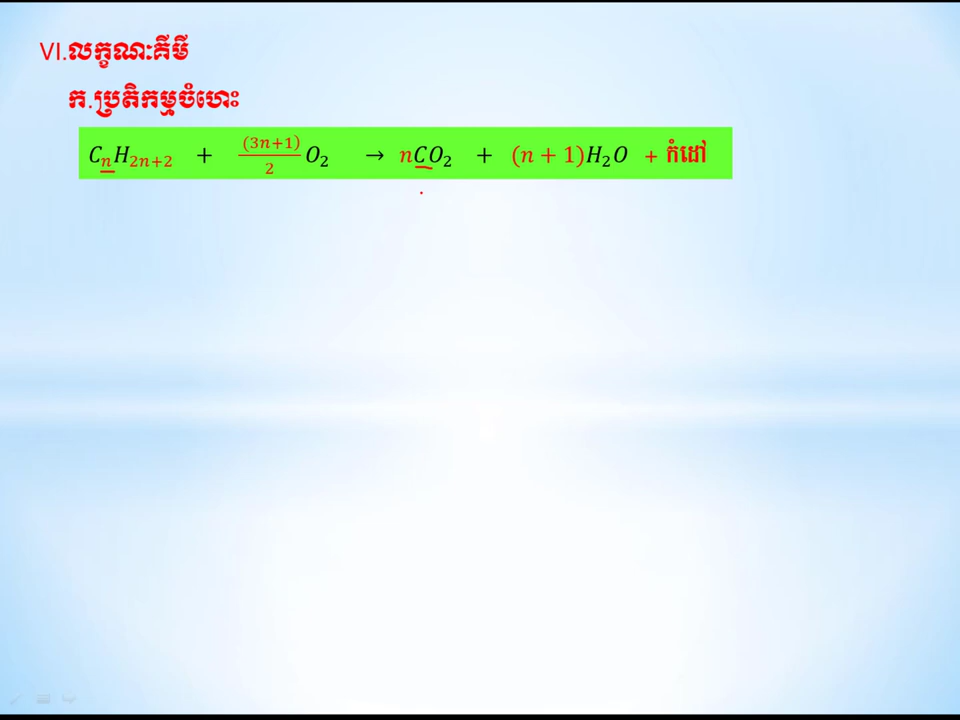 VI.លក្ខណៈគីមី
ក.ប្រតិកម្មចំហេះ
CₙH₂ₙ₊₂ + (3n+1)/2 O₂ → nCO₂ + (n + 1)H₂O + កំដៅ